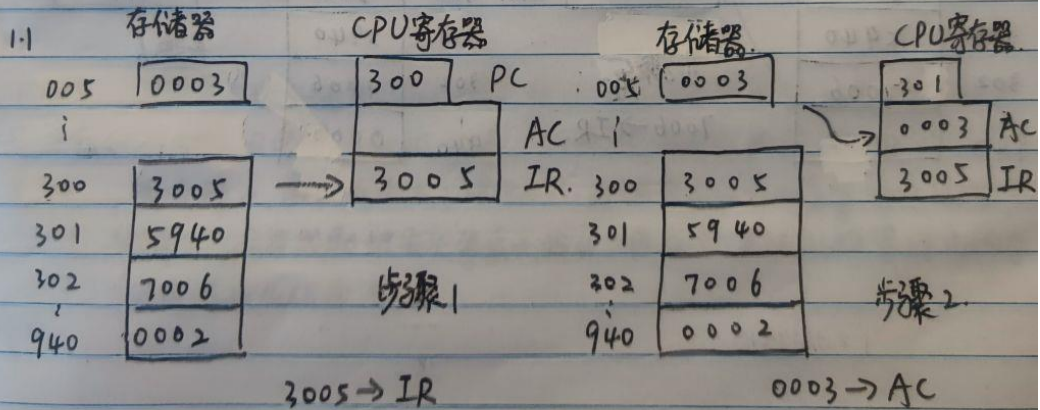 1.1 存储器 CPU寄存器 存储器. CPU寄存器.
005 0003 300 PC 005 0003 301
⋮ AC ⋮ 0003 AC
300 3005 → 3005 IR. 300 3005 3005 IR
301 5940 301 5940
302 7006 步骤1 302 7006 步骤2.
⋮ ⋮
940 0002 940 0002
3005→IR 0003→AC